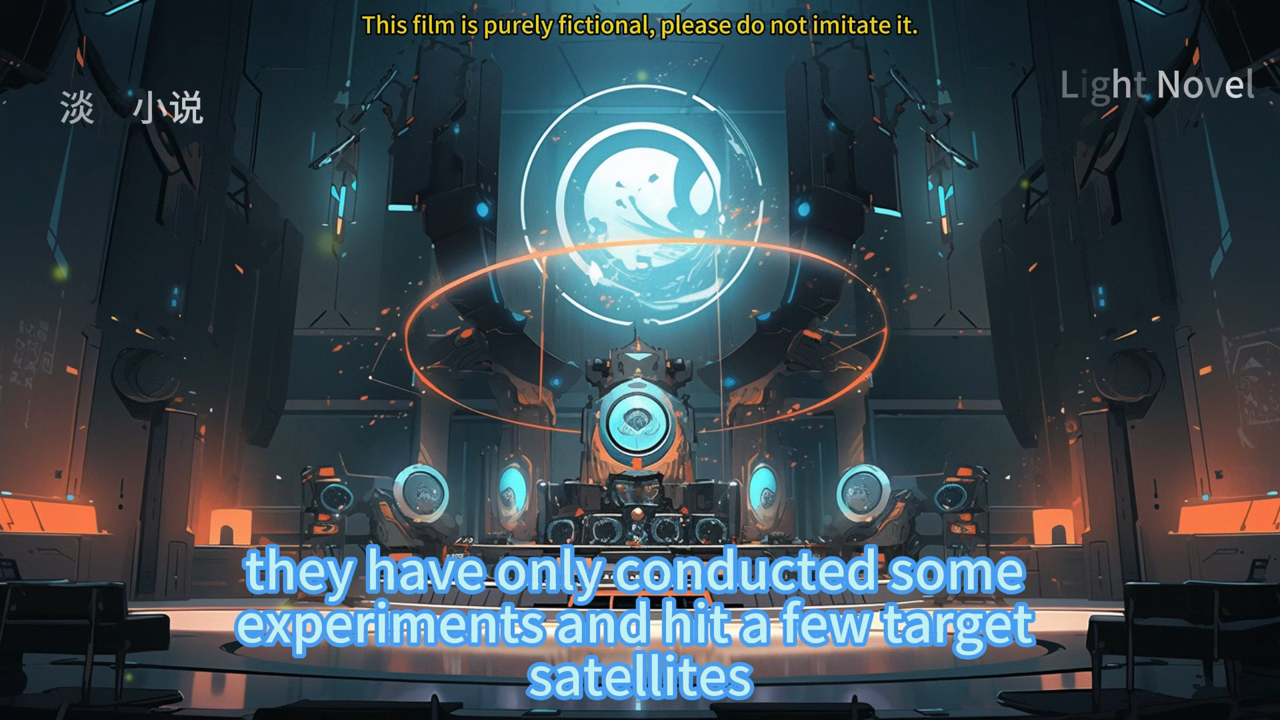 This film is purely fictional, please do not imitate it.
淡 小说
Light Novel
they have only conducted some
experiments and hit a few target
satellites